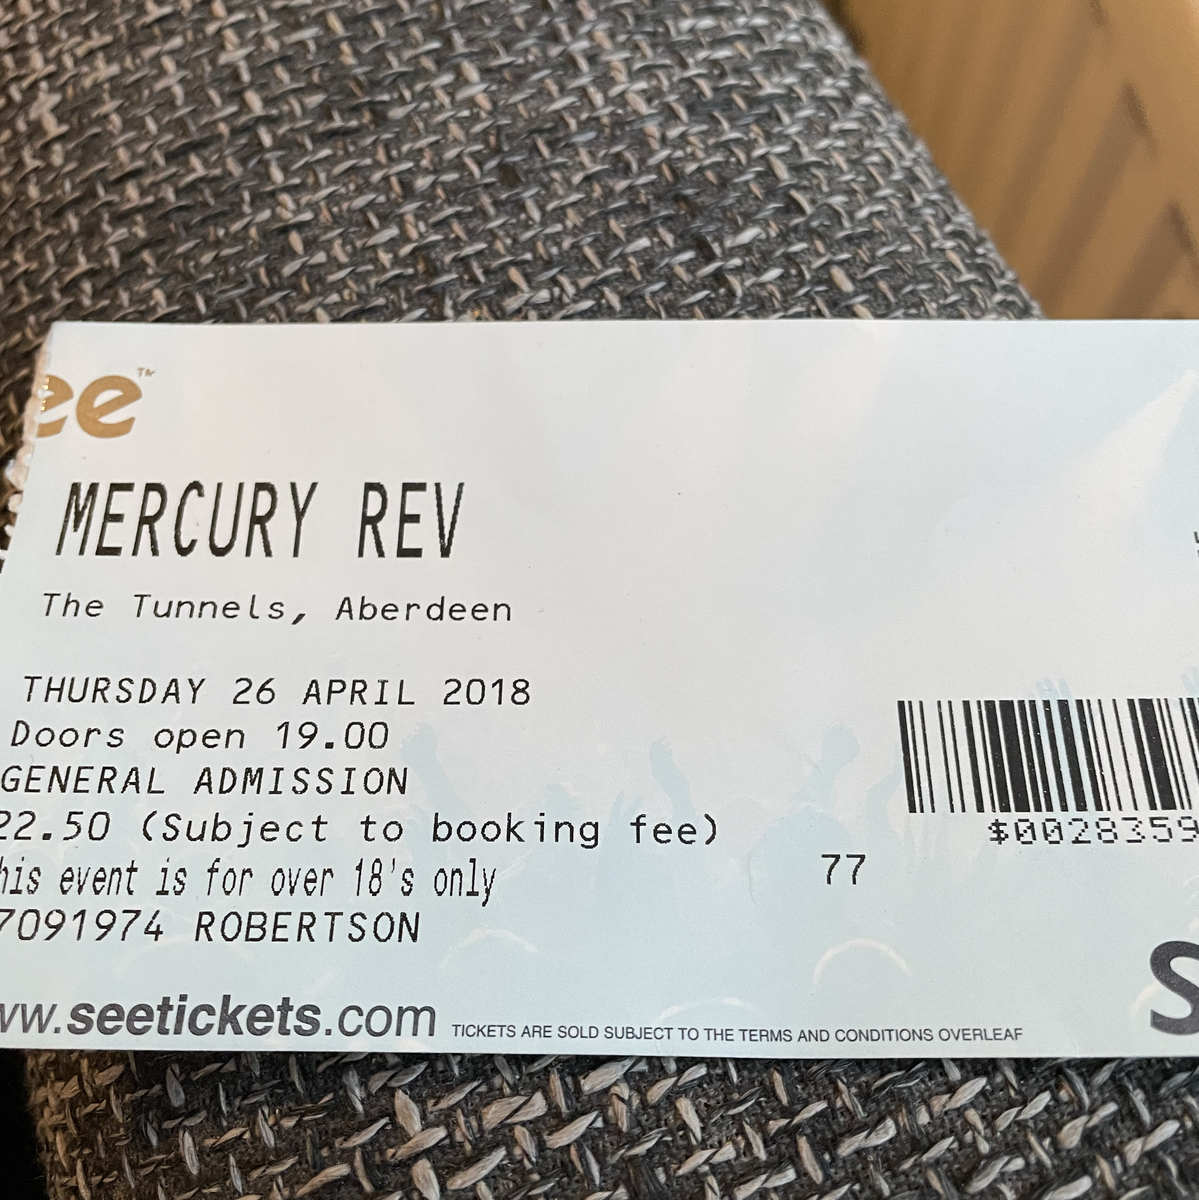 ee™
MERCURY REV
The Tunnels, Aberdeen
THURSDAY 26 APRIL 2018
Doors open 19.00
GENERAL ADMISSION
22.50 (Subject to booking fee)
his event is for over 18's only
77
7091974 ROBERTSON
$0028359
ww.seetickets.com
TICKETS ARE SOLD SUBJECT TO THE TERMS AND CONDITIONS OVERLEAF
S